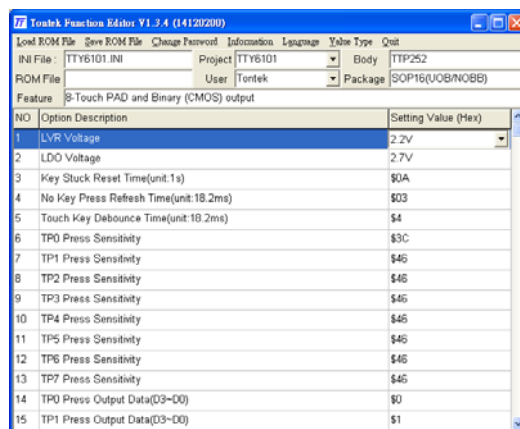 Tontek Function Editor V1.3.4 (14120200)
Load ROM File Save ROM File Change Password Information Language Value Type Quit
INI File : TTY6101.INI Project TTY6101 Body TTP252
ROM File User Tontek Package SOP16(UOB/NOBB)
Feature 8-Touch PAD and Binary (CMOS) output
NO Option Description Setting Value (Hex)
1 LVR Voltage 2.2V
2 LDO Voltage 2.7V
3 Key Stuck Reset Time(unit:1s) $0A
4 No Key Press Refresh Time(unit:18.2ms) $03
5 Touch Key Debounce Time(unit:18.2ms) $4
6 TP0 Press Sensitivity $3C
7 TP1 Press Sensitivity $46
8 TP2 Press Sensitivity $46
9 TP3 Press Sensitivity $46
10 TP4 Press Sensitivity $46
11 TP5 Press Sensitivity $46
12 TP6 Press Sensitivity $46
13 TP7 Press Sensitivity $46
14 TP0 Press Output Data(D3~D0) $0
15 TP1 Press Output Data(D3~D0) $1